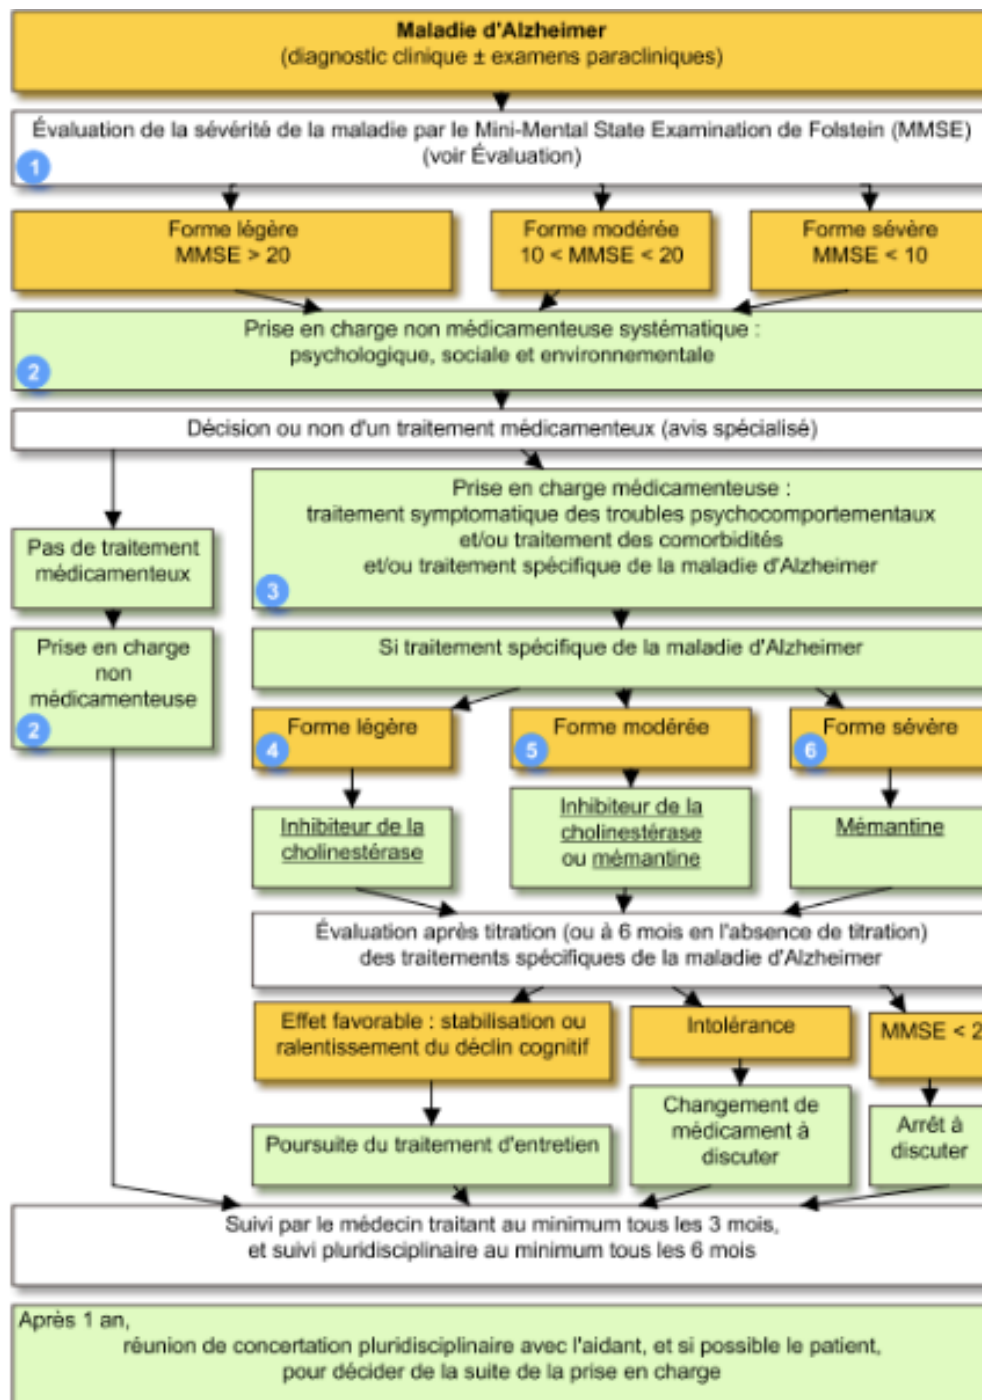 Maladie d'Alzheimer
(diagnostic clinique ± examens paracliniques)
Évaluation de la sévérité de la maladie par le Mini-Mental State Examination de Folstein (MMSE)
(voir Évaluation)
1
Forme légère
MMSE > 20
Forme modérée
10 < MMSE < 20
Forme sévère
MMSE < 10
Prise en charge non médicamenteuse systématique :
psychologique, sociale et environnementale
2
Décision ou non d'un traitement médicamenteux (avis spécialisé)
Pas de traitement
médicamenteux
Prise en charge
non
médicamenteuse
2
Prise en charge médicamenteuse :
traitement symptomatique des troubles psychocomportementaux
et/ou traitement des comorbidités
et/ou traitement spécifique de la maladie d'Alzheimer
3
Si traitement spécifique de la maladie d'Alzheimer
Forme légère
4
Forme modérée
5
Forme sévère
6
Inhibiteur de la
cholinestérase
Inhibiteur de la
cholinestérase
ou mémantine
Mémantine
Évaluation après titration (ou à 6 mois en l'absence de titration)
des traitements spécifiques de la maladie d'Alzheimer
Effet favorable : stabilisation ou
ralentissement du déclin cognitif
Intolérance
MMSE < 2
Poursuite du traitement d'entretien
Changement de
médicament à
discuter
Arrêt à
discuter
Suivi par le médecin traitant au minimum tous les 3 mois,
et suivi pluridisciplinaire au minimum tous les 6 mois
Après 1 an,
réunion de concertation pluridisciplinaire avec l'aidant, et si possible le patient,
pour décider de la suite de la prise en charge